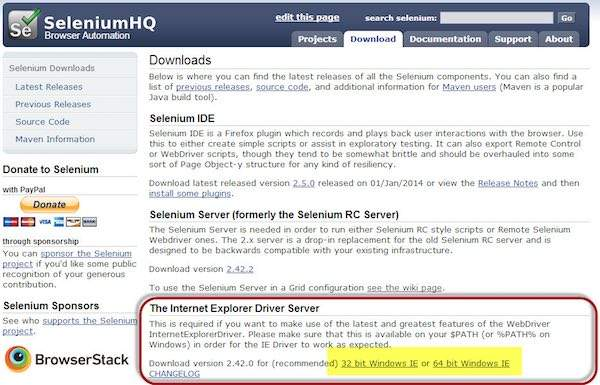 Se SeleniumHQ
Browser Automation
edit this page
search selenium:
Go
Projects
Download
Documentation
Support
About
Selenium Downloads
Latest Releases
Previous Releases
Source Code
Maven Information
Donate to Selenium
with PayPal
Donate
through sponsorship
You can sponsor the Selenium
project if you'd like some public
recognition of your generous
contribution.
Selenium Sponsors
See who supports the Selenium
project.
BrowserStack
Downloads
Below is where you can find the latest releases of all the Selenium components. You can also find a
list of previous releases, source code, and additional information for Maven users (Maven is a popular
Java build tool).
Selenium IDE
Selenium IDE is a Firefox plugin which records and plays back user interactions with the browser. Use
this to either create simple scripts or assist in exploratory testing. It can also export Remote Control
or WebDriver scripts, though they tend to be somewhat brittle and should be overhauled into some
sort of Page Object-y structure for any kind of resiliency.
Download latest released version 2.5.0 released on 01/Jan/2014 or view the Release Notes and then
install some plugins.
Selenium Server (formerly the Selenium RC Server)
The Selenium Server is needed in order to run either Selenium RC style scripts or Remote Selenium
Webdriver ones. The 2.x server is a drop-in replacement for the old Selenium RC server and is
designed to be backwards compatible with your existing infrastructure.
Download version 2.42.2
To use the Selenium Server in a Grid configuration see the wiki page.
The Internet Explorer Driver Server
This is required if you want to make use of the latest and greatest features of the WebDriver
InternetExplorerDriver. Please make sure that this is available on your $PATH (or %PATH% on
Windows) in order for the IE Driver to work as expected.
Download version 2.42.0 for (recommended) 32 bit Windows IE or 64 bit Windows IE
CHANGELOG